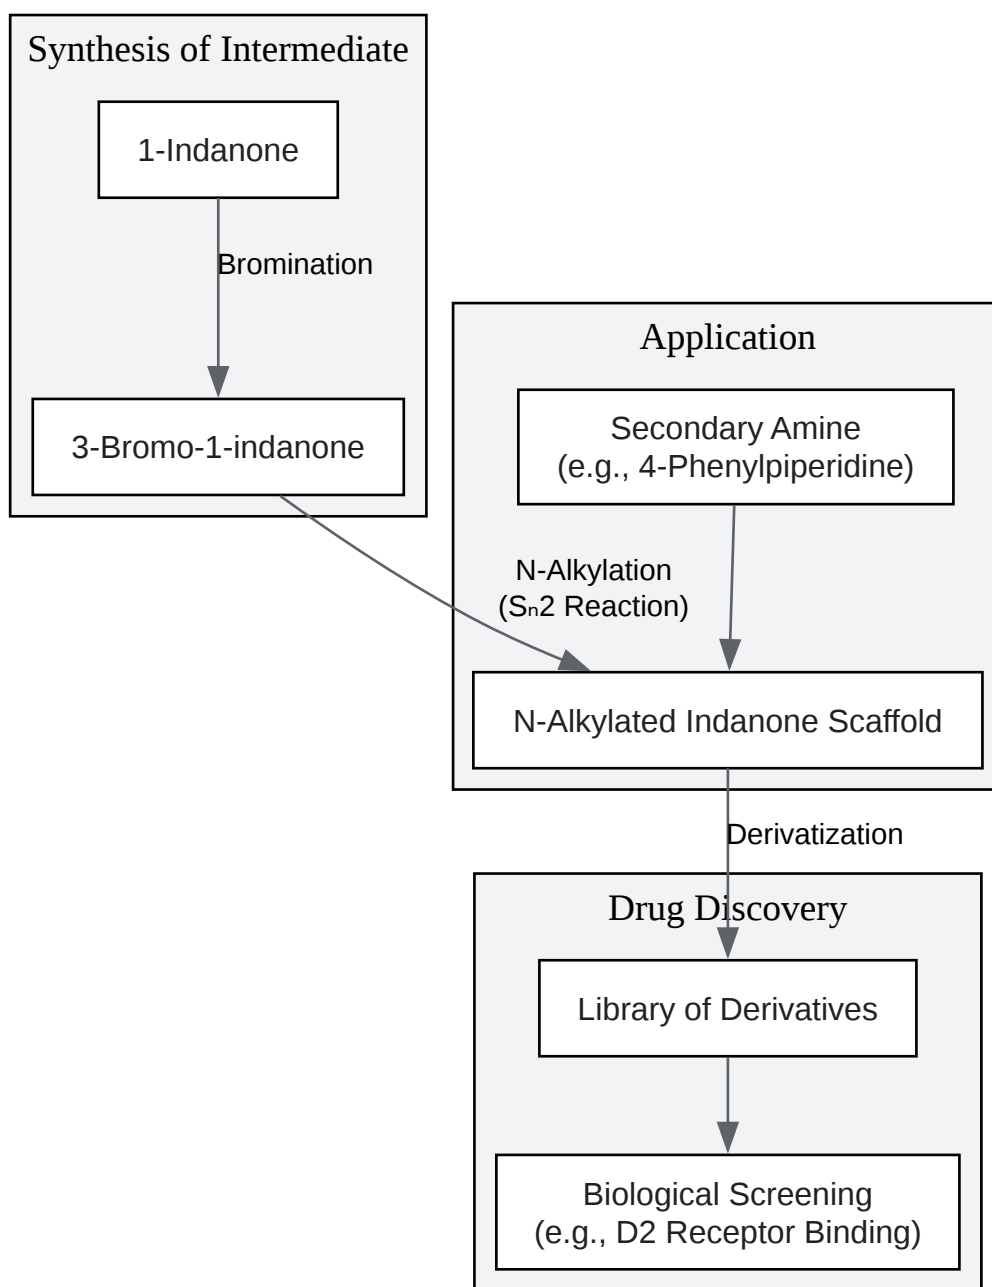 Synthesis of Intermediate
1-Indanone
Bromination
3-Bromo-1-indanone
Application
Secondary Amine
(e.g., 4-Phenylpiperidine)
N-Alkylation
(Sₙ2 Reaction)
N-Alkylated Indanone Scaffold
Derivatization
Drug Discovery
Library of Derivatives
Biological Screening
(e.g., D2 Receptor Binding)